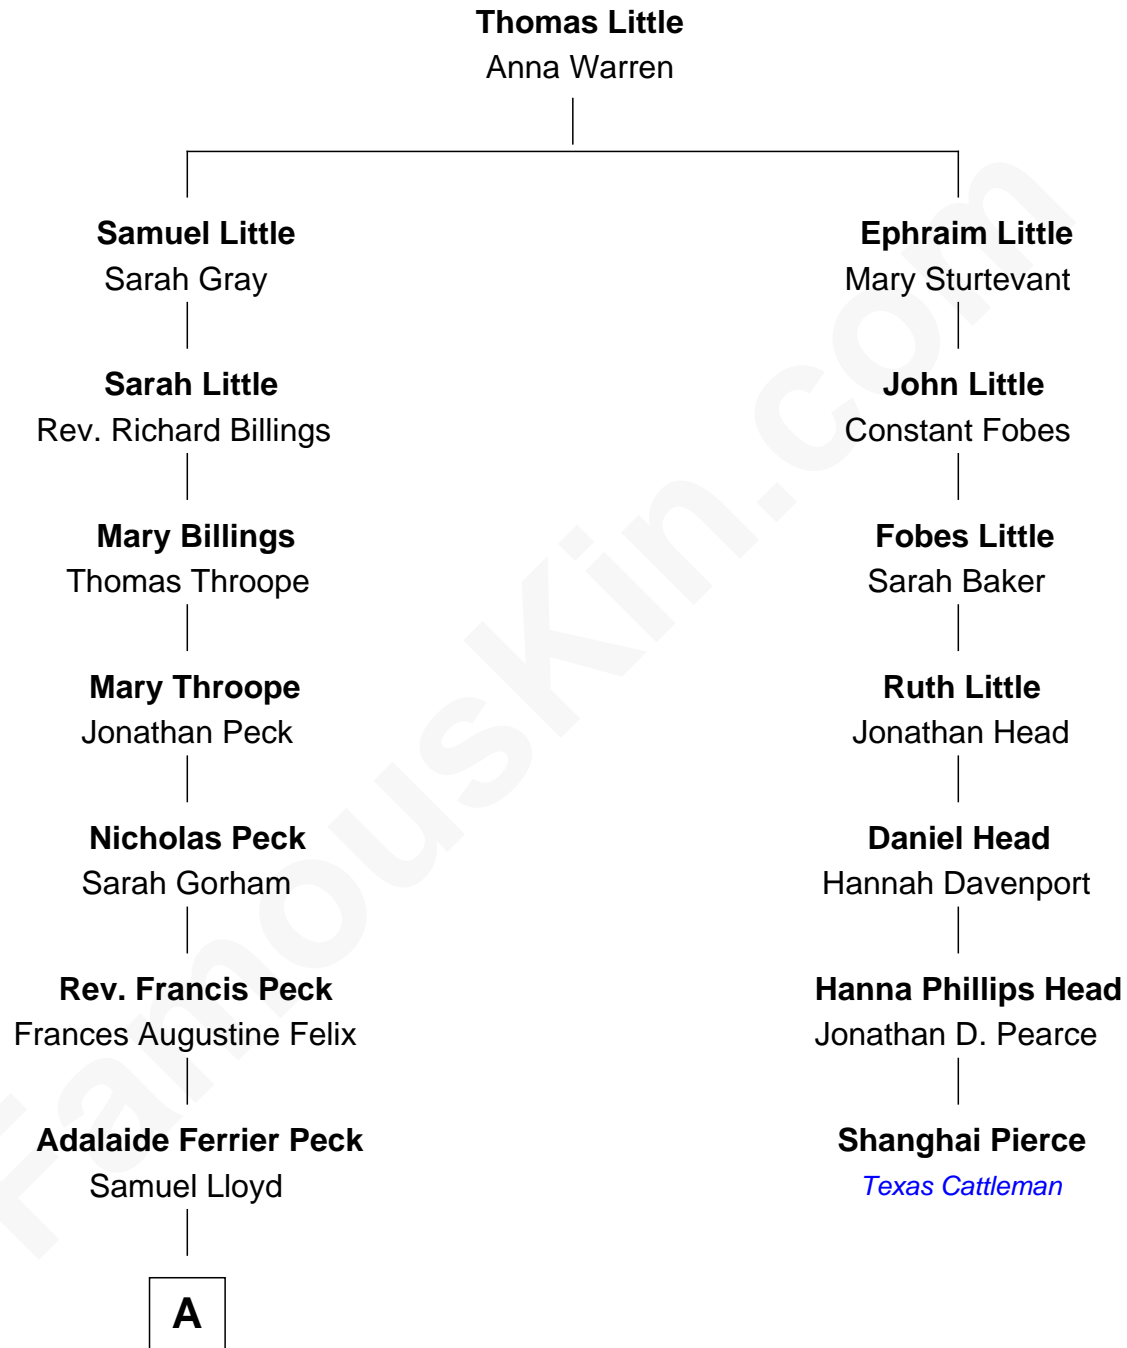 Thomas Little
Anna Warren
Samuel Little
Sarah Gray
Ephraim Little
Mary Sturtevant
Sarah Little
Rev. Richard Billings
John Little
Constant Fobes
Mary Billings
Thomas Throope
Fobes Little
Sarah Baker
Mary Throope
Jonathan Peck
Ruth Little
Jonathan Head
Nicholas Peck
Sarah Gorham
Daniel Head
Hannah Davenport
Rev. Francis Peck
Frances Augustine Felix
Hanna Phillips Head
Jonathan D. Pearce
Adalaide Ferrier Peck
Samuel Lloyd
Shanghai Pierce
Texas Cattleman
A
FamousKin.com